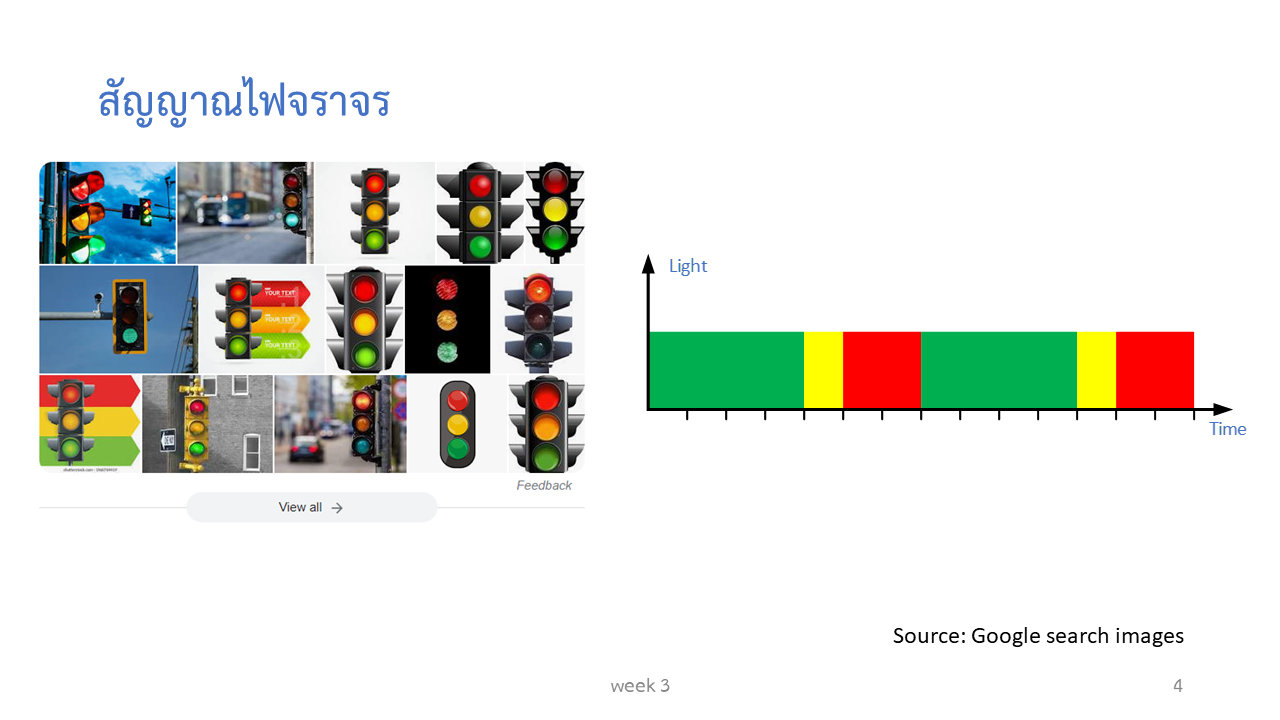 สัญญาณไฟจราจร
YOUR TEXT
YOUR TEXT
YOUR TEXT
Feedback
View all →
Light
Time
Source: Google search images
week 3
4